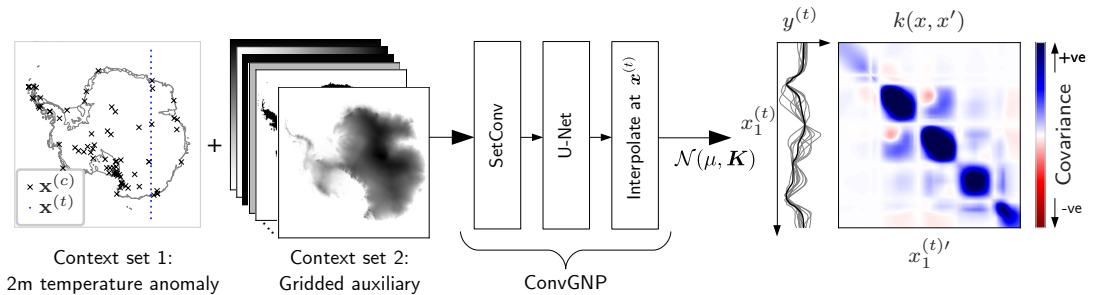 x^(c)
x^(t)
Context set 1:
2m temperature anomaly
+
Context set 2:
Gridded auxiliary
SetConv
U-Net
Interpolate at x^(t)
ConvGNP
N(μ, K)
y^(t)
x_1^(t)
k(x, x′)
x_1^(t)′
+ve
Covariance
-ve